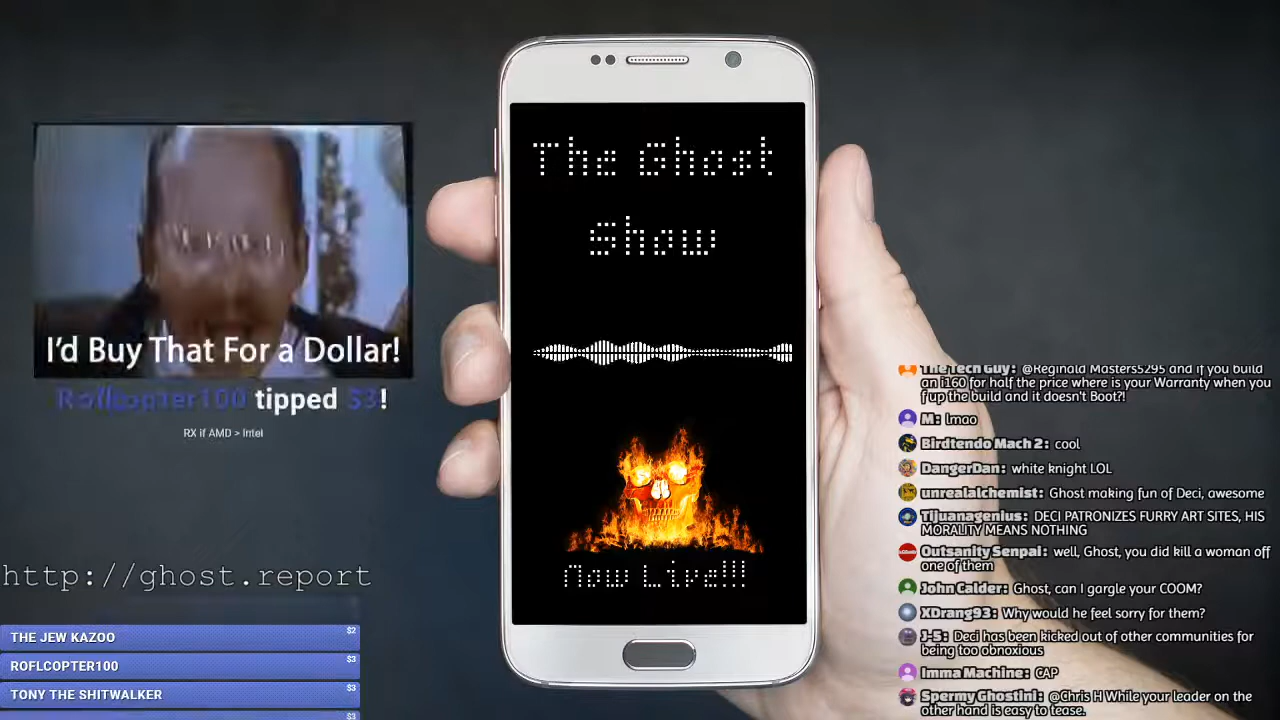 The Ghost
Show
I'd Buy That For a Dollar!
Roflcopter100 tipped $3!
RX if AMD > Intel
http://ghost.report
THE JEW KAZOO $2
ROFLCOPTER100 $3
TONY THE SHITWALKER $3
$3
Now Live!!!
The Tech Guy: @Reginald Masters5295 and if you build
an i160 for half the price where is your Warranty when you
f up the build and it doesn't Boot?!
M: lmao
Birdtendo Mach 2: cool
DangerDan: white knight LOL
unrealalchemist: Ghost making fun of Deci, awesome
Tijuanagenius: DECI PATRONIZES FURRY ART SITES, HIS
MORALITY MEANS NOTHING
Outsanity Senpai: well, Ghost, you did kill a woman off
one of them
John Calder: Ghost, can I gargle your COOM?
XDrang93: Why would he feel sorry for them?
J-S: Deci has been kicked out of other communities for
being too obnoxious
Imma Machine: CAP
Spermy Ghostini: @Chris H While your leader on the
other hand is easy to tease.